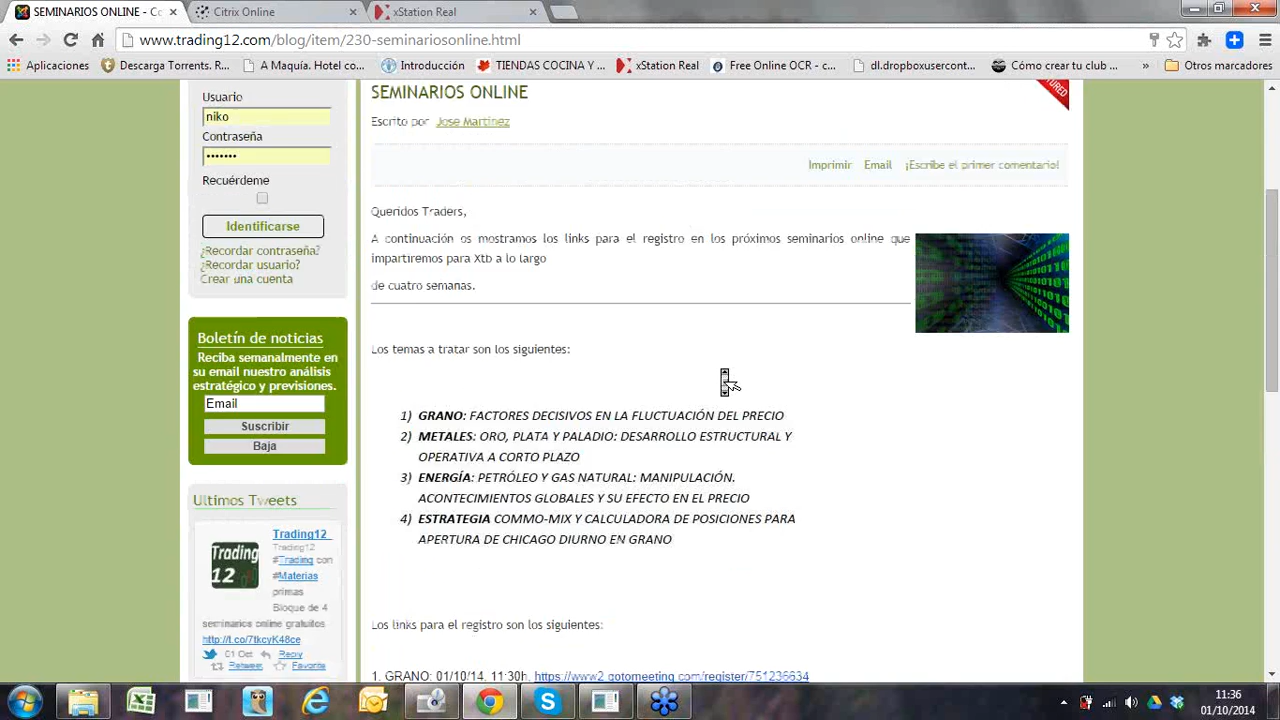 SEMINARIOS ONLINE - Co
Citrix Online
xStation Real
www.trading12.com/blog/item/230-seminariosonline.html
Aplicaciones
Descarga Torrents. R...
A Maquía. Hotel co...
Introducción
TIENDAS COCINA Y ...
xStation Real
Free Online OCR - c...
dl.dropboxusercont...
Cómo crear tu club ...
»
Otros marcadores
Usuario
niko
Contraseña
•••••••
Recuérdeme
Identificarse
¿Recordar contraseña?
¿Recordar usuario?
Crear una cuenta
Boletín de noticias
Reciba semanalmente en
su email nuestro análisis
estratégico y previsiones.
Email
Suscribir
Baja
Ultimos Tweets
Trading12
Trading
12
Trading12
#Trading con
#Materias
primas
Bloque de 4
seminarios online gratuitos
http://t.co/7tkcyK48ce
01 Oct
Reply
Retweet
Favorite
SEMINARIOS ONLINE
Escrito por Jose Martinez
Imprimir Email ¡Escribe el primer comentario!
Queridos Traders,
A continuación os mostramos los links para el registro en los próximos seminarios online que
impartiremos para Xtb a lo largo
de cuatro semanas.
Los temas a tratar son los siguientes:
1) GRANO: FACTORES DECISIVOS EN LA FLUCTUACIÓN DEL PRECIO
2) METALES: ORO, PLATA Y PALADIO: DESARROLLO ESTRUCTURAL Y
OPERATIVA A CORTO PLAZO
3) ENERGÍA: PETRÓLEO Y GAS NATURAL: MANIPULACIÓN.
ACONTECIMIENTOS GLOBALES Y SU EFECTO EN EL PRECIO
4) ESTRATEGIA COMMO-MIX Y CALCULADORA DE POSICIONES PARA
APERTURA DE CHICAGO DIURNO EN GRANO
Los links para el registro son los siguientes:
1. GRANO: 01/10/14, 11:30h, https://www2.gotomeeting.com/register/751236634
11:36
01/10/2014